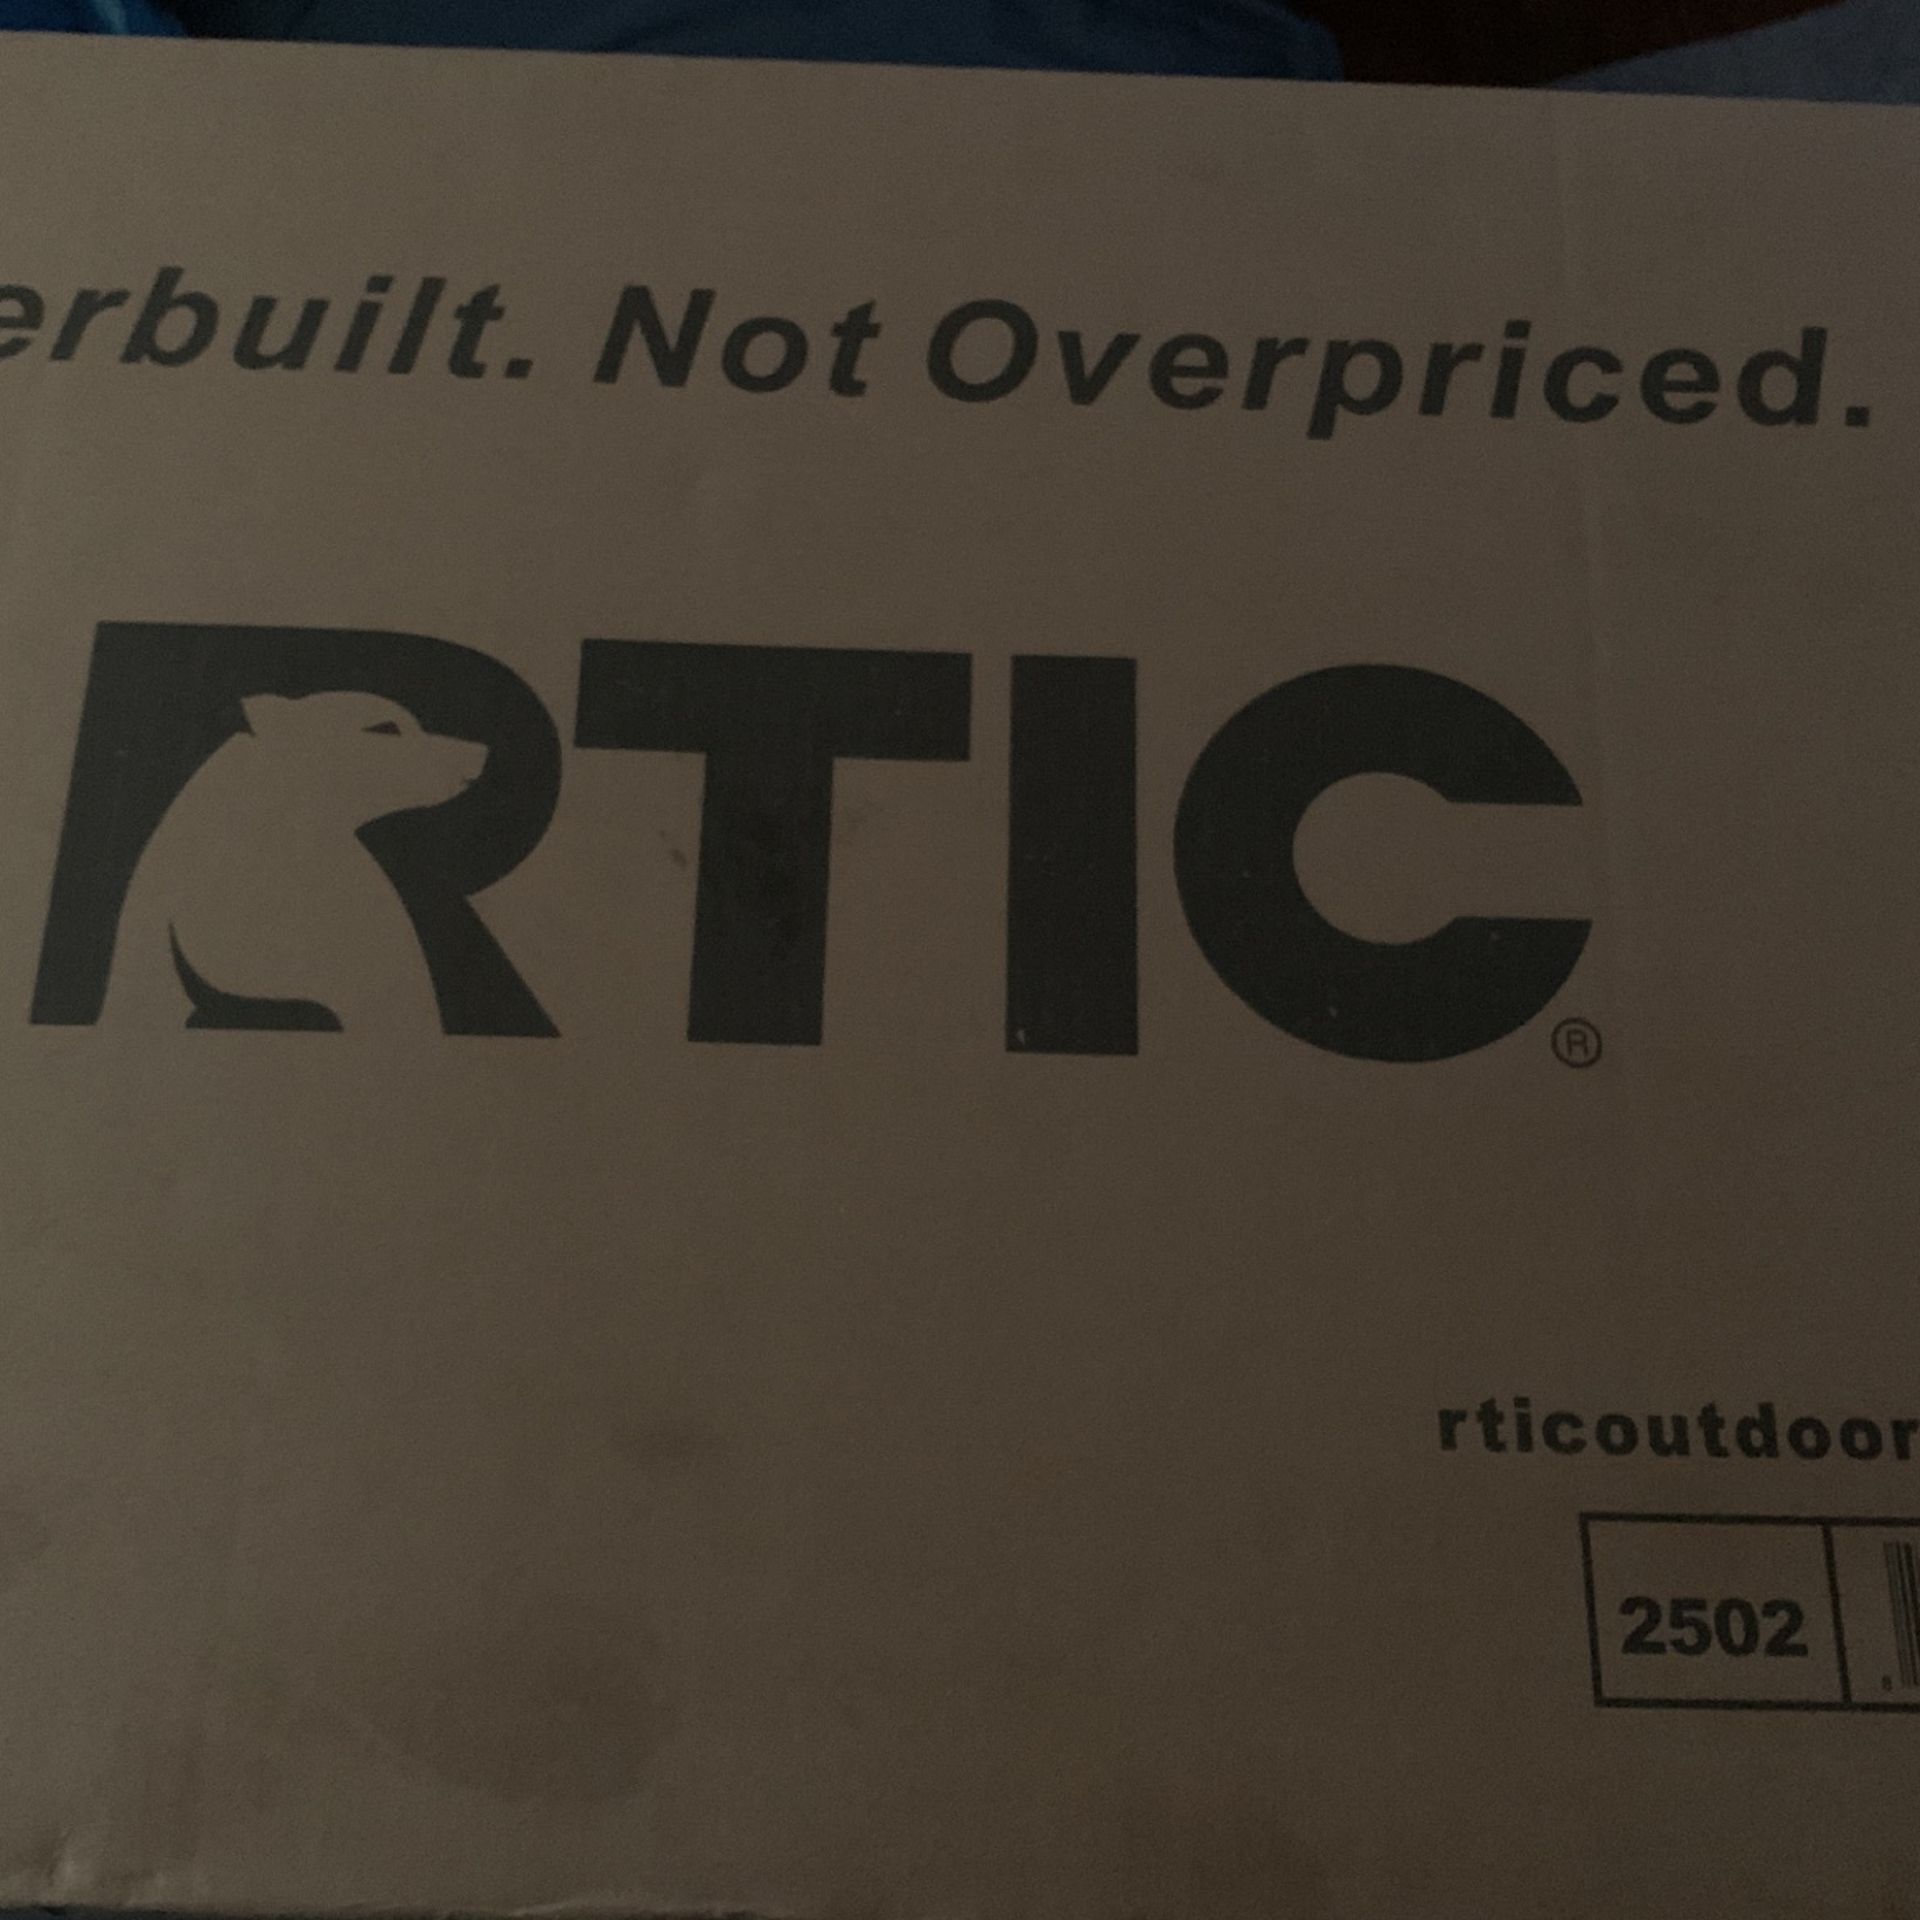 erbuilt. Not Overpriced.
RTIC®
rticoutdoor
2502